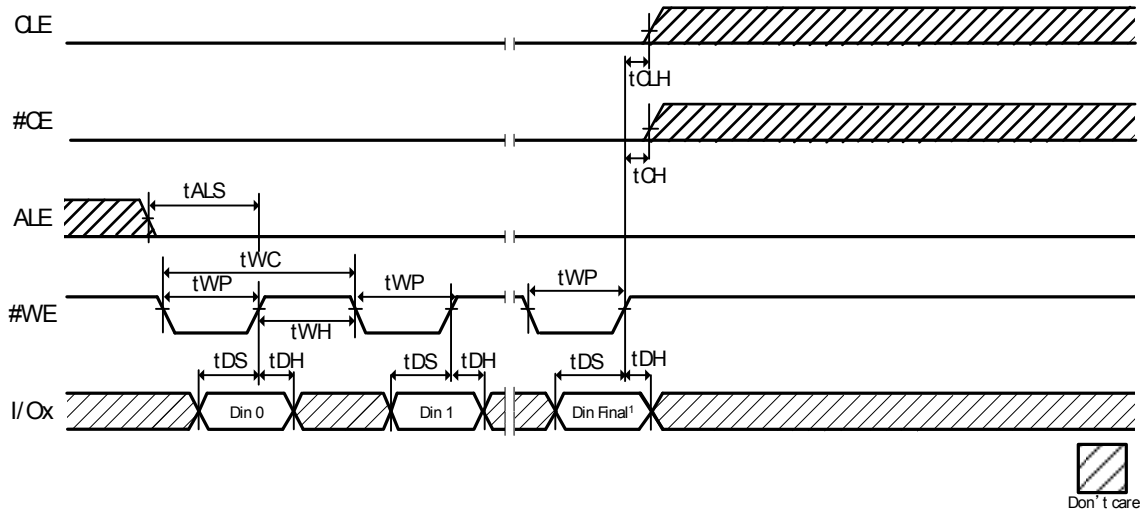 CLE
tCLH
#CE
tCH
tALS
ALE
tWC
tWP tWP tWP
#WE
tWH
tDS tDH tDS tDH tDS tDH
I/Ox Din 0 Din 1 Din Final¹
Don't care